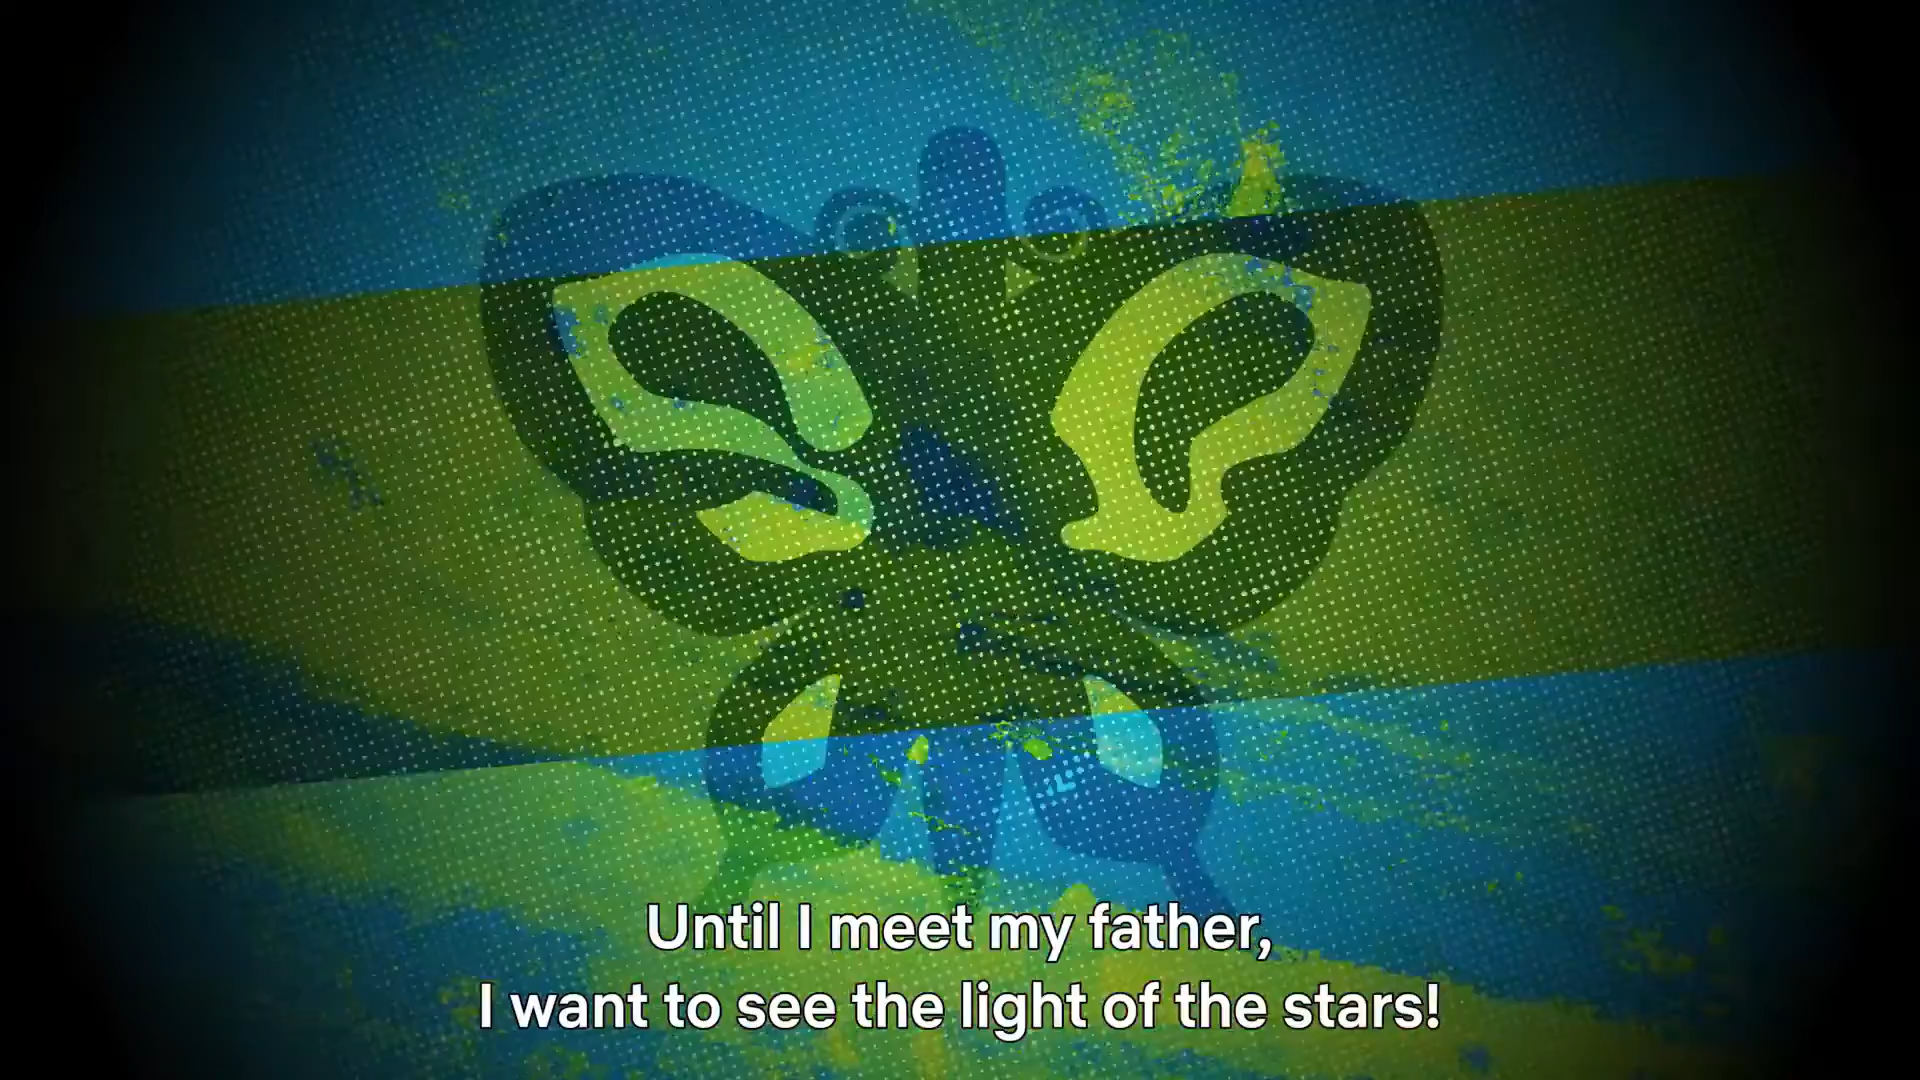 Until I meet my father,
I want to see the light of the stars!